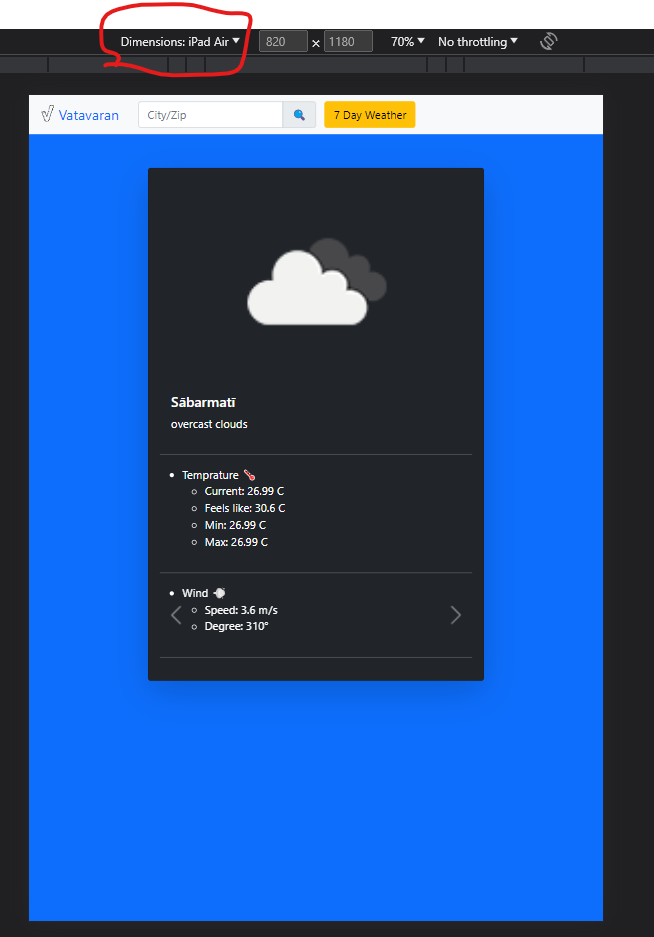 Dimensions: iPad Air ▼ 820 × 1180 70% ▼ No throttling ▼
Vatavaran City/Zip 7 Day Weather
Sābarmatī
overcast clouds
Temprature
Current: 26.99 C
Feels like: 30.6 C
Min: 26.99 C
Max: 26.99 C
Wind
Speed: 3.6 m/s
Degree: 310°